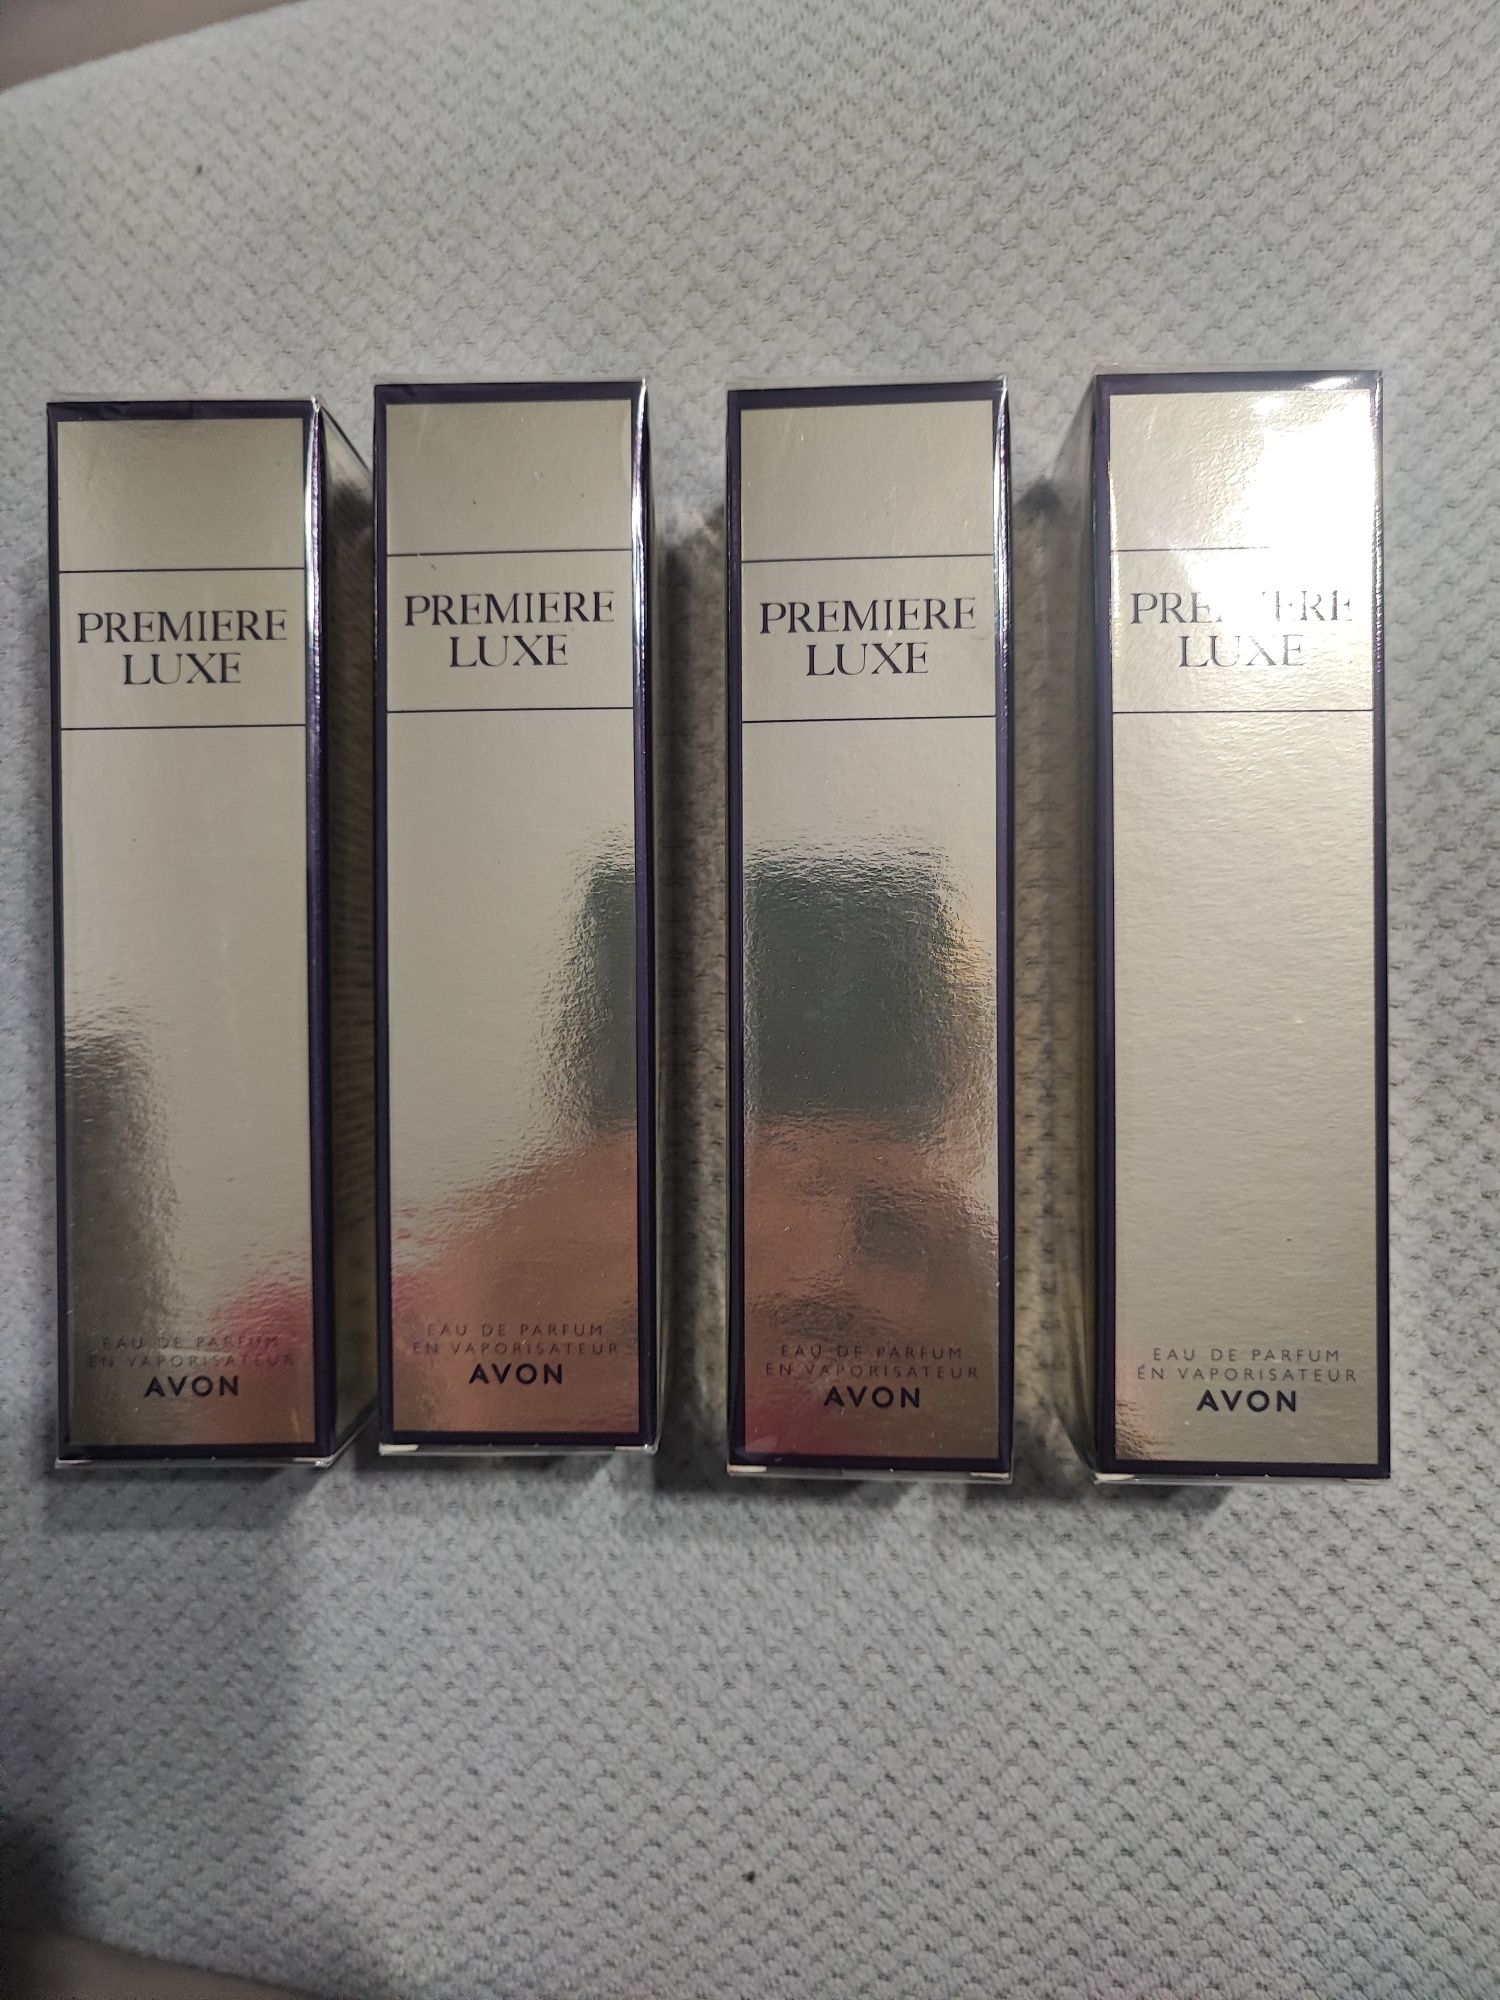 PREMIERE
LUXE
EAU DE PARFUM
EN VAPORISATEUR
AVON
PREMIERE
LUXE
EAU DE PARFUM
EN VAPORISATEUR
AVON
PREMIERE
LUXE
EAU DE PARFUM
EN VAPORISATEUR
AVON
PREMIERE
LUXE
EAU DE PARFUM
EN VAPORISATEUR
AVON